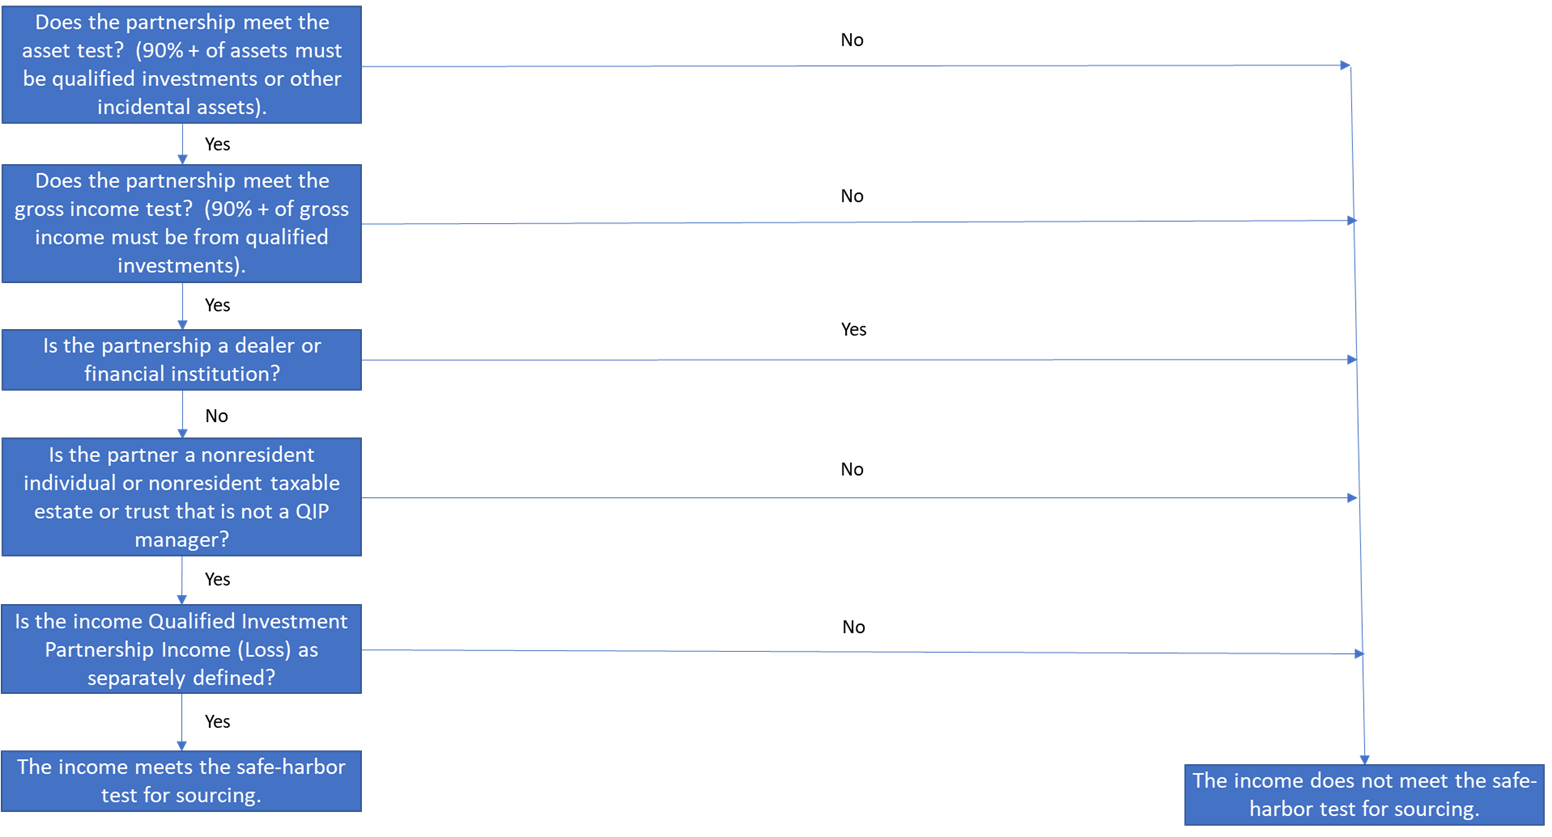 Does the partnership meet the
asset test?  (90% + of assets must
be qualified investments or other
incidental assets).
No
Yes
Does the partnership meet the
gross income test?  (90% + of gross
income must be from qualified
investments).
No
Yes
Is the partnership a dealer or
financial institution?
Yes
No
Is the partner a nonresident
individual or nonresident taxable
estate or trust that is not a QIP
manager?
No
Yes
Is the income Qualified Investment
Partnership Income (Loss) as
separately defined?
No
Yes
The income meets the safe-harbor
test for sourcing.
The income does not meet the safe-
harbor test for sourcing.